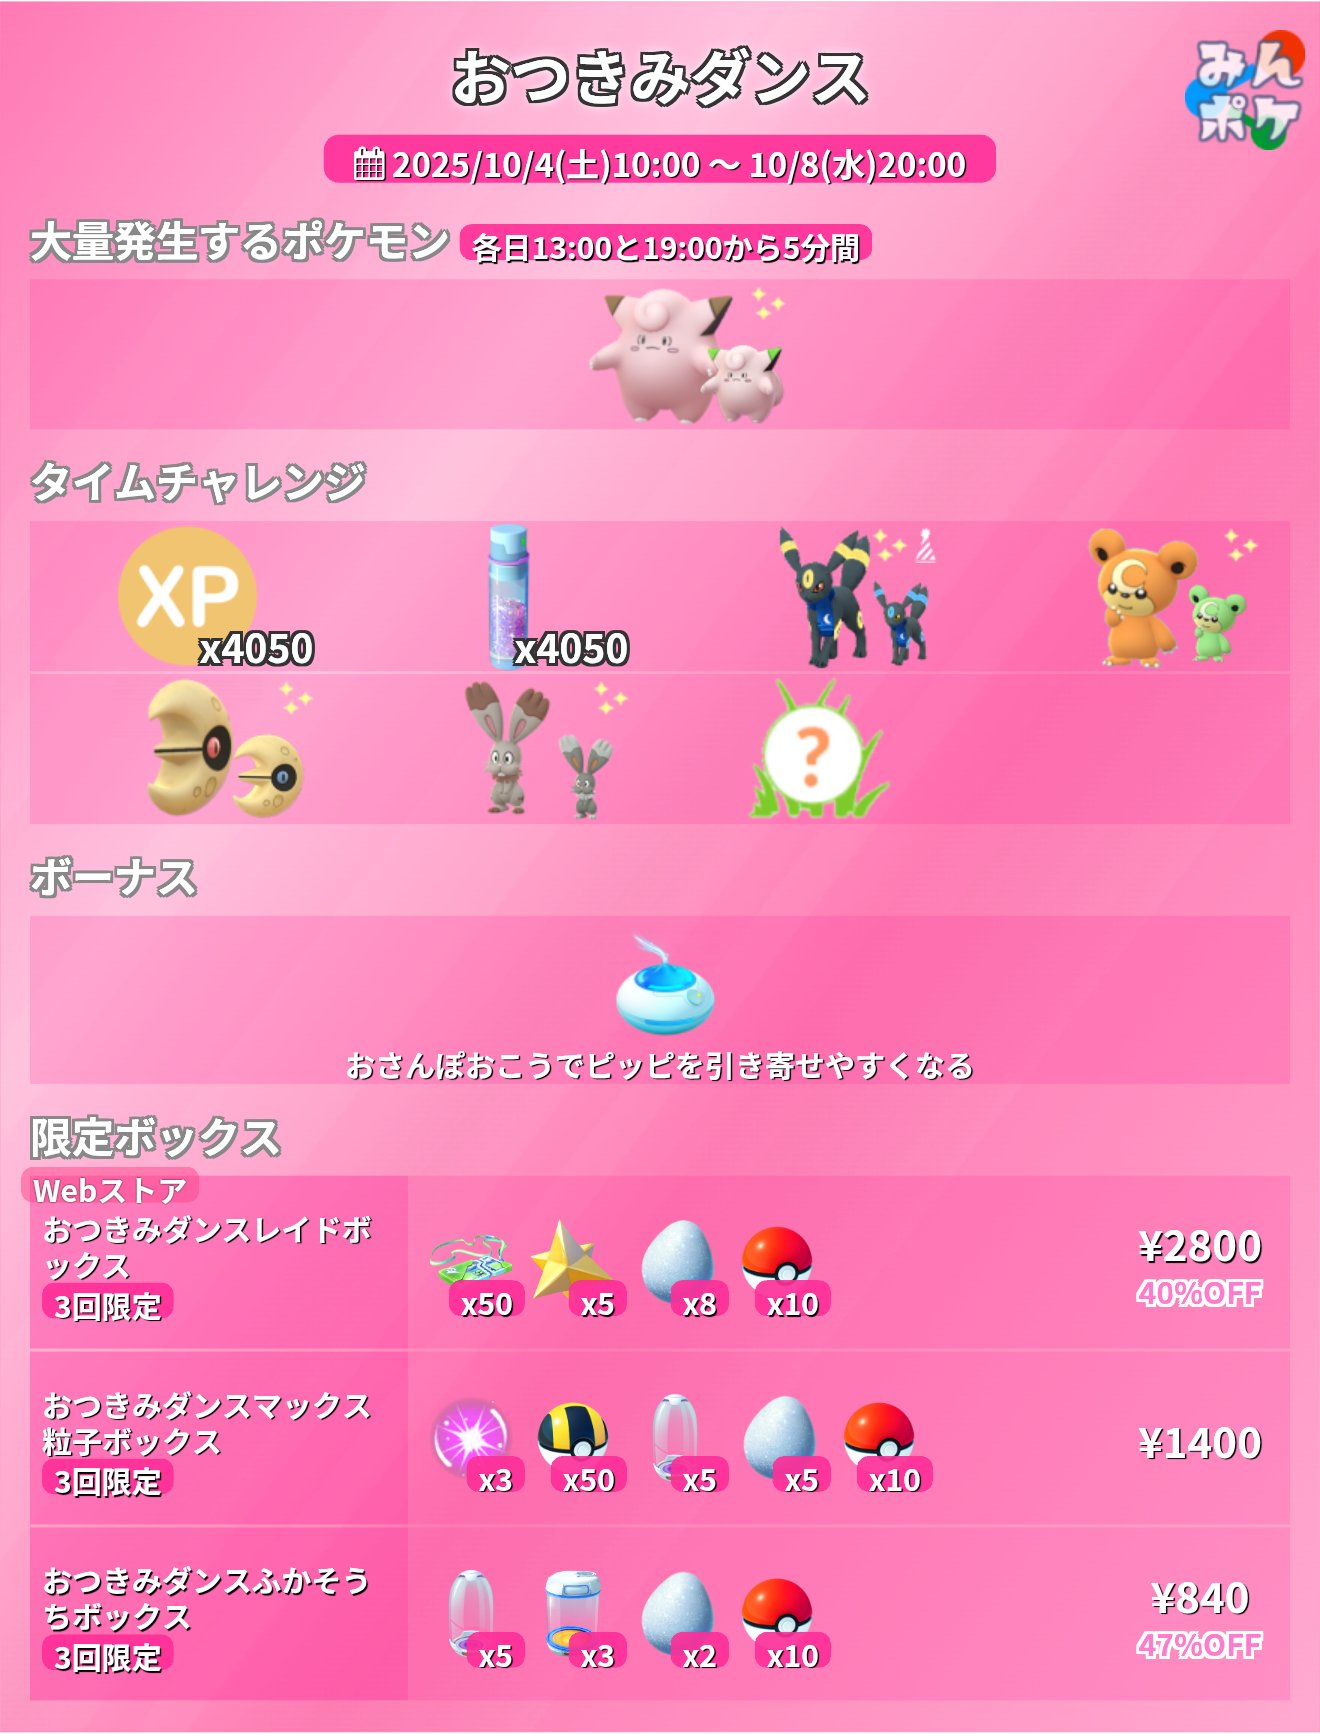 おつきみダンス
みん
ポケ
2025/10/4(土)10:00 〜 10/8(水)20:00
大量発生するポケモン 各日13:00と19:00から5分間
タイムチャレンジ
XP
x4050
x4050
?
ボーナス
おさんぽおこうでピッピを引き寄せやすくなる
限定ボックス
Webストア
おつきみダンスレイドボ
ックス
3回限定
x50 x5 x8 x10
¥2800
40%OFF
おつきみダンスマックス
粒子ボックス
3回限定
x3 x50 x5 x5 x10
¥1400
おつきみダンスふかそう
ちボックス
3回限定
x5 x3 x2 x10
¥840
47%OFF